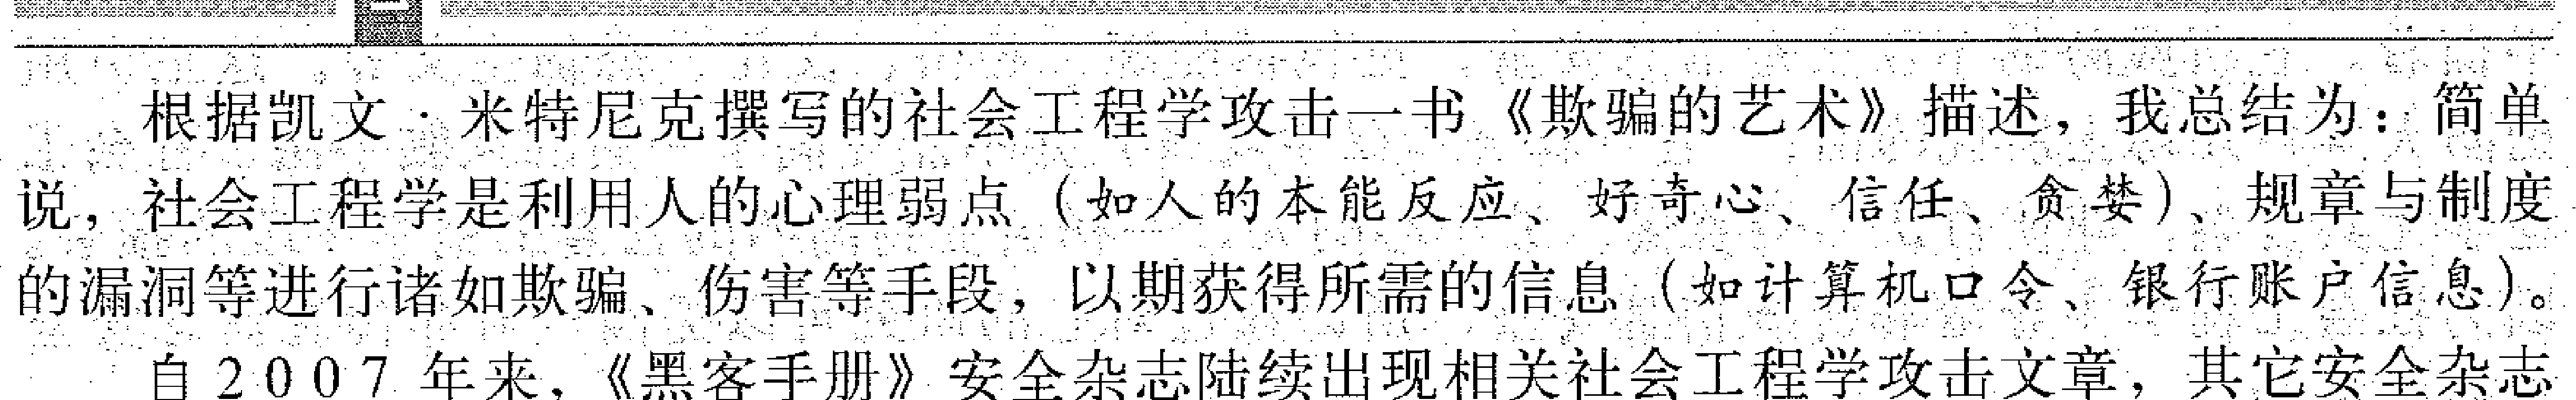 根据凯文·米特尼克撰写的社会工程学攻击一书《欺骗的艺术》描述，我总结为：简单
说，社会工程学是利用人的心理弱点（如人的本能反应、好奇心、信任、贪婪）、规章与制度
的漏洞等进行诸如欺骗、伤害等手段，以期获得所需的信息（如计算机口令、银行账户信息）。
自2007年来，《黑客手册》安全杂志陆续出现相关社会工程学攻击文章，其它安全杂志